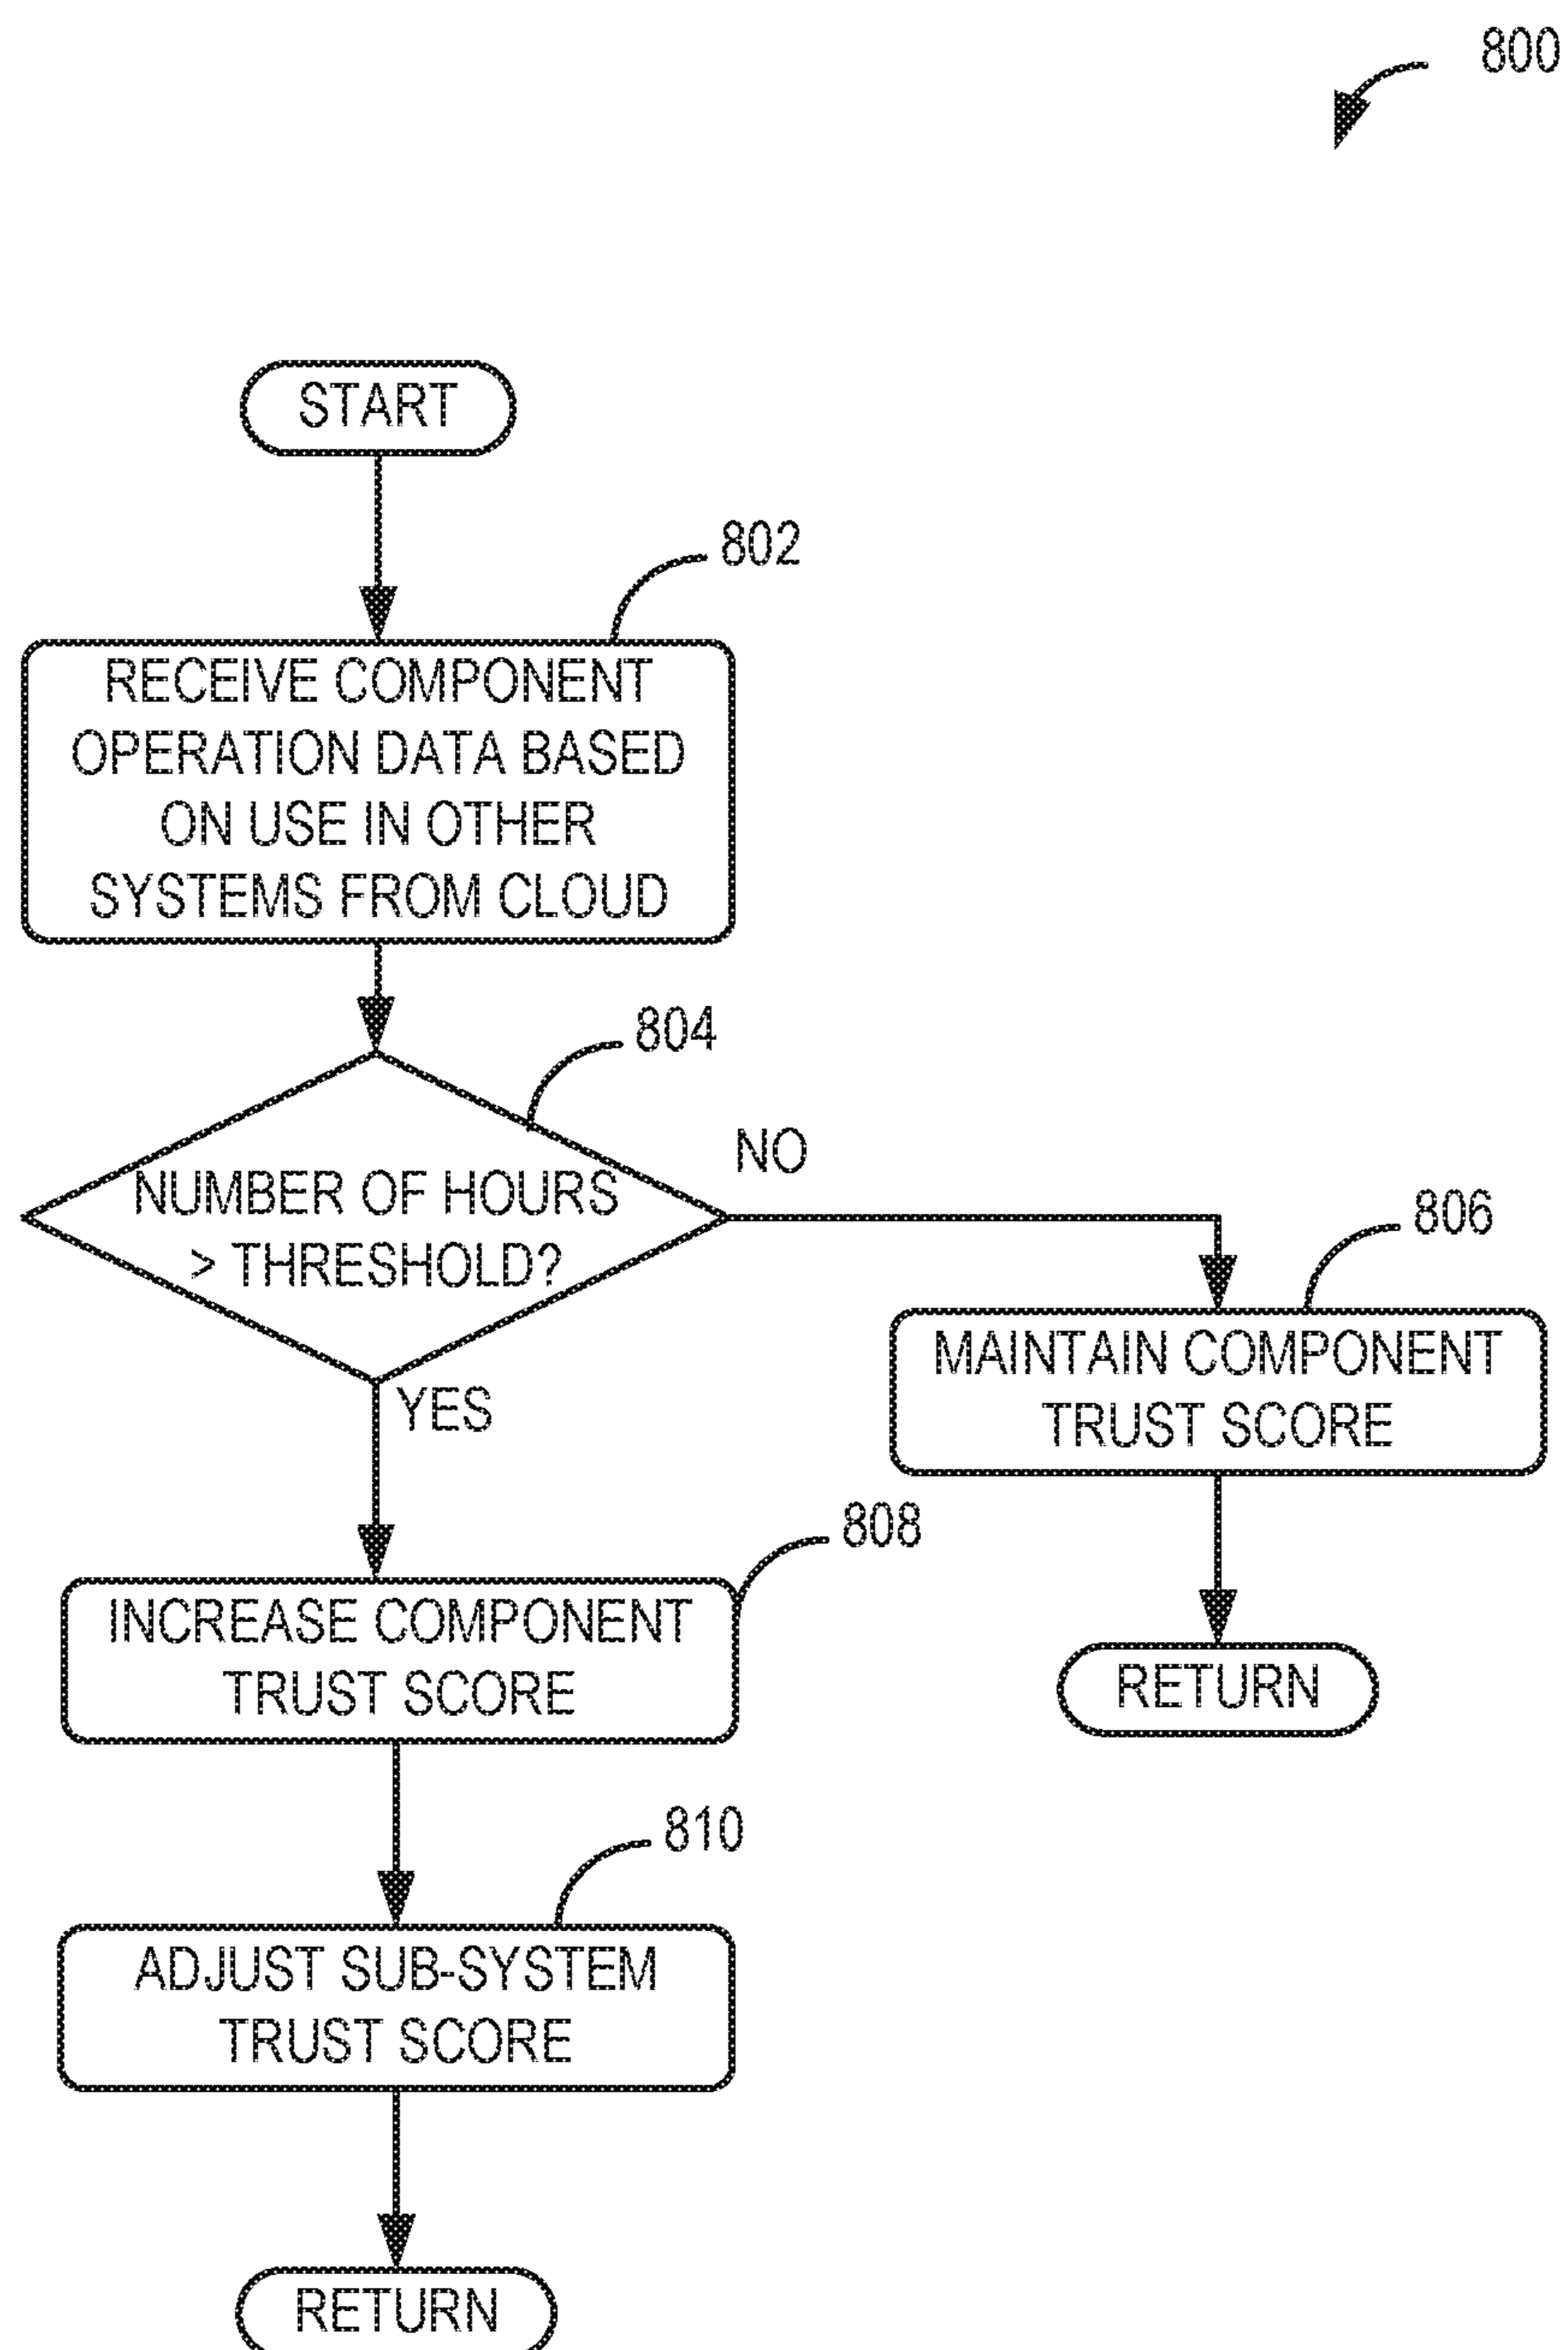 800
START
802
RECEIVE COMPONENT
OPERATION DATA BASED
ON USE IN OTHER
SYSTEMS FROM CLOUD
804
NUMBER OF HOURS
> THRESHOLD?
NO
YES
806
MAINTAIN COMPONENT
TRUST SCORE
RETURN
808
INCREASE COMPONENT
TRUST SCORE
810
ADJUST SUB-SYSTEM
TRUST SCORE
RETURN